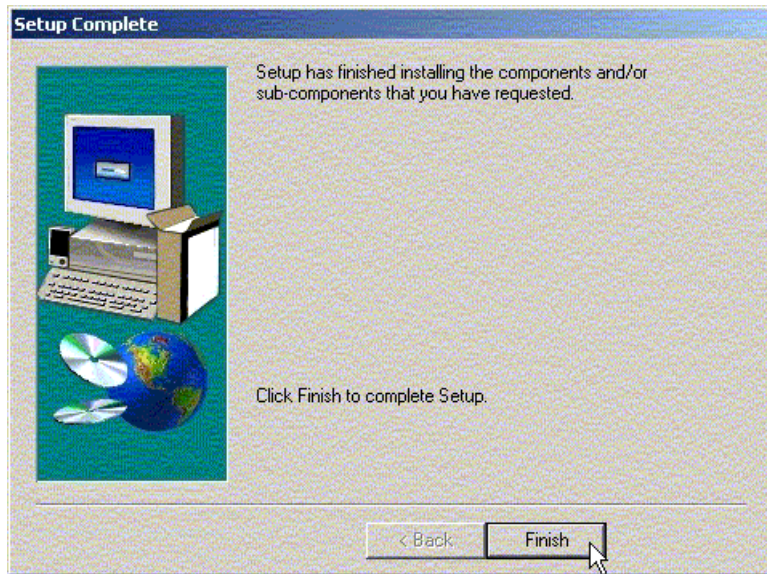 Setup Complete
Setup has finished installing the components and/or
sub-components that you have requested.
Click Finish to complete Setup.
< Back
Finish